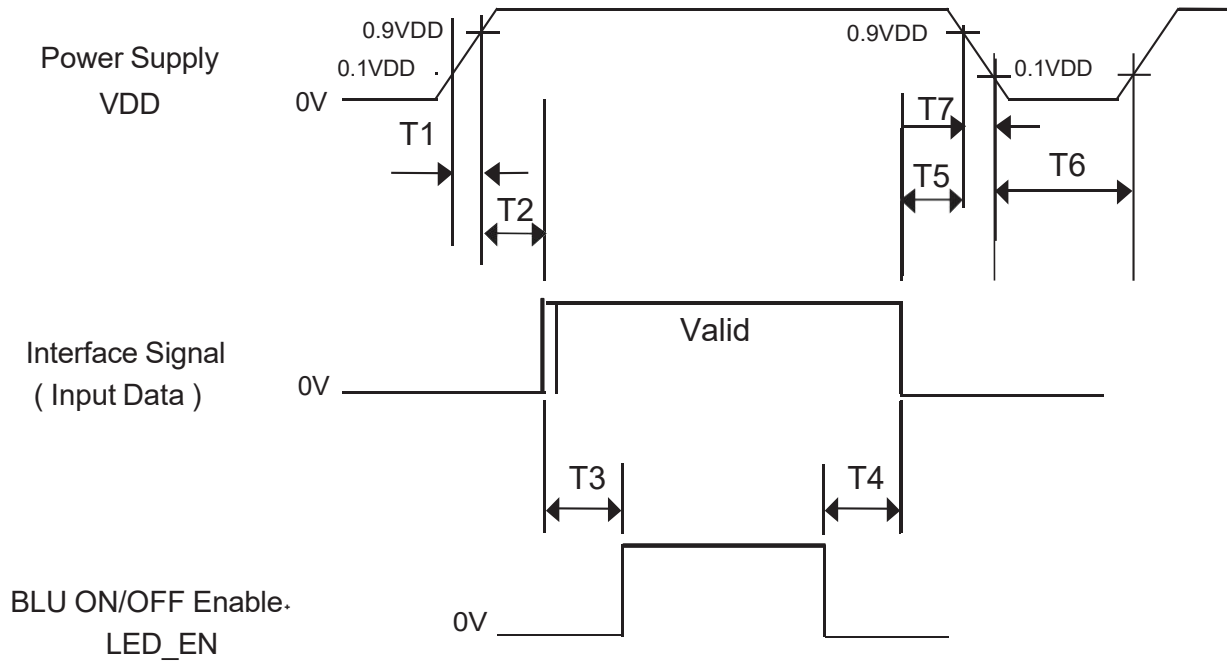 0.9VDD
0.9VDD
Power Supply
VDD
0.1VDD
0.1VDD
0V
T1
T7
T6
T2
T5
Valid
Interface Signal
( Input Data )
0V
T3
T4
BLU ON/OFF Enable
LED_EN
0V